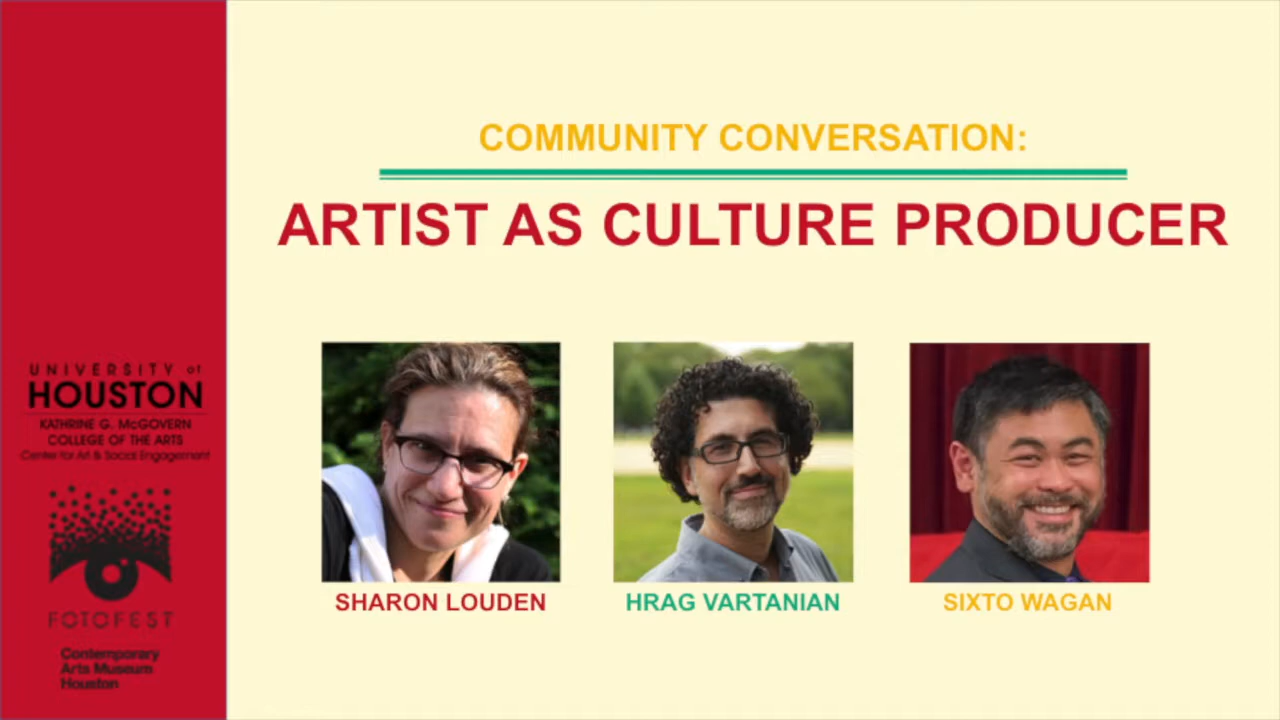 COMMUNITY CONVERSATION:
ARTIST AS CULTURE PRODUCER
SHARON LOUDEN
HRAG VARTANIAN
SIXTO WAGAN
UNIVERSITY of
HOUSTON
KATHRINE G. McGOVERN
COLLEGE OF THE ARTS
Center for Art & Social Engagement
FOTOFEST
Contemporary
Arts Museum
Houston